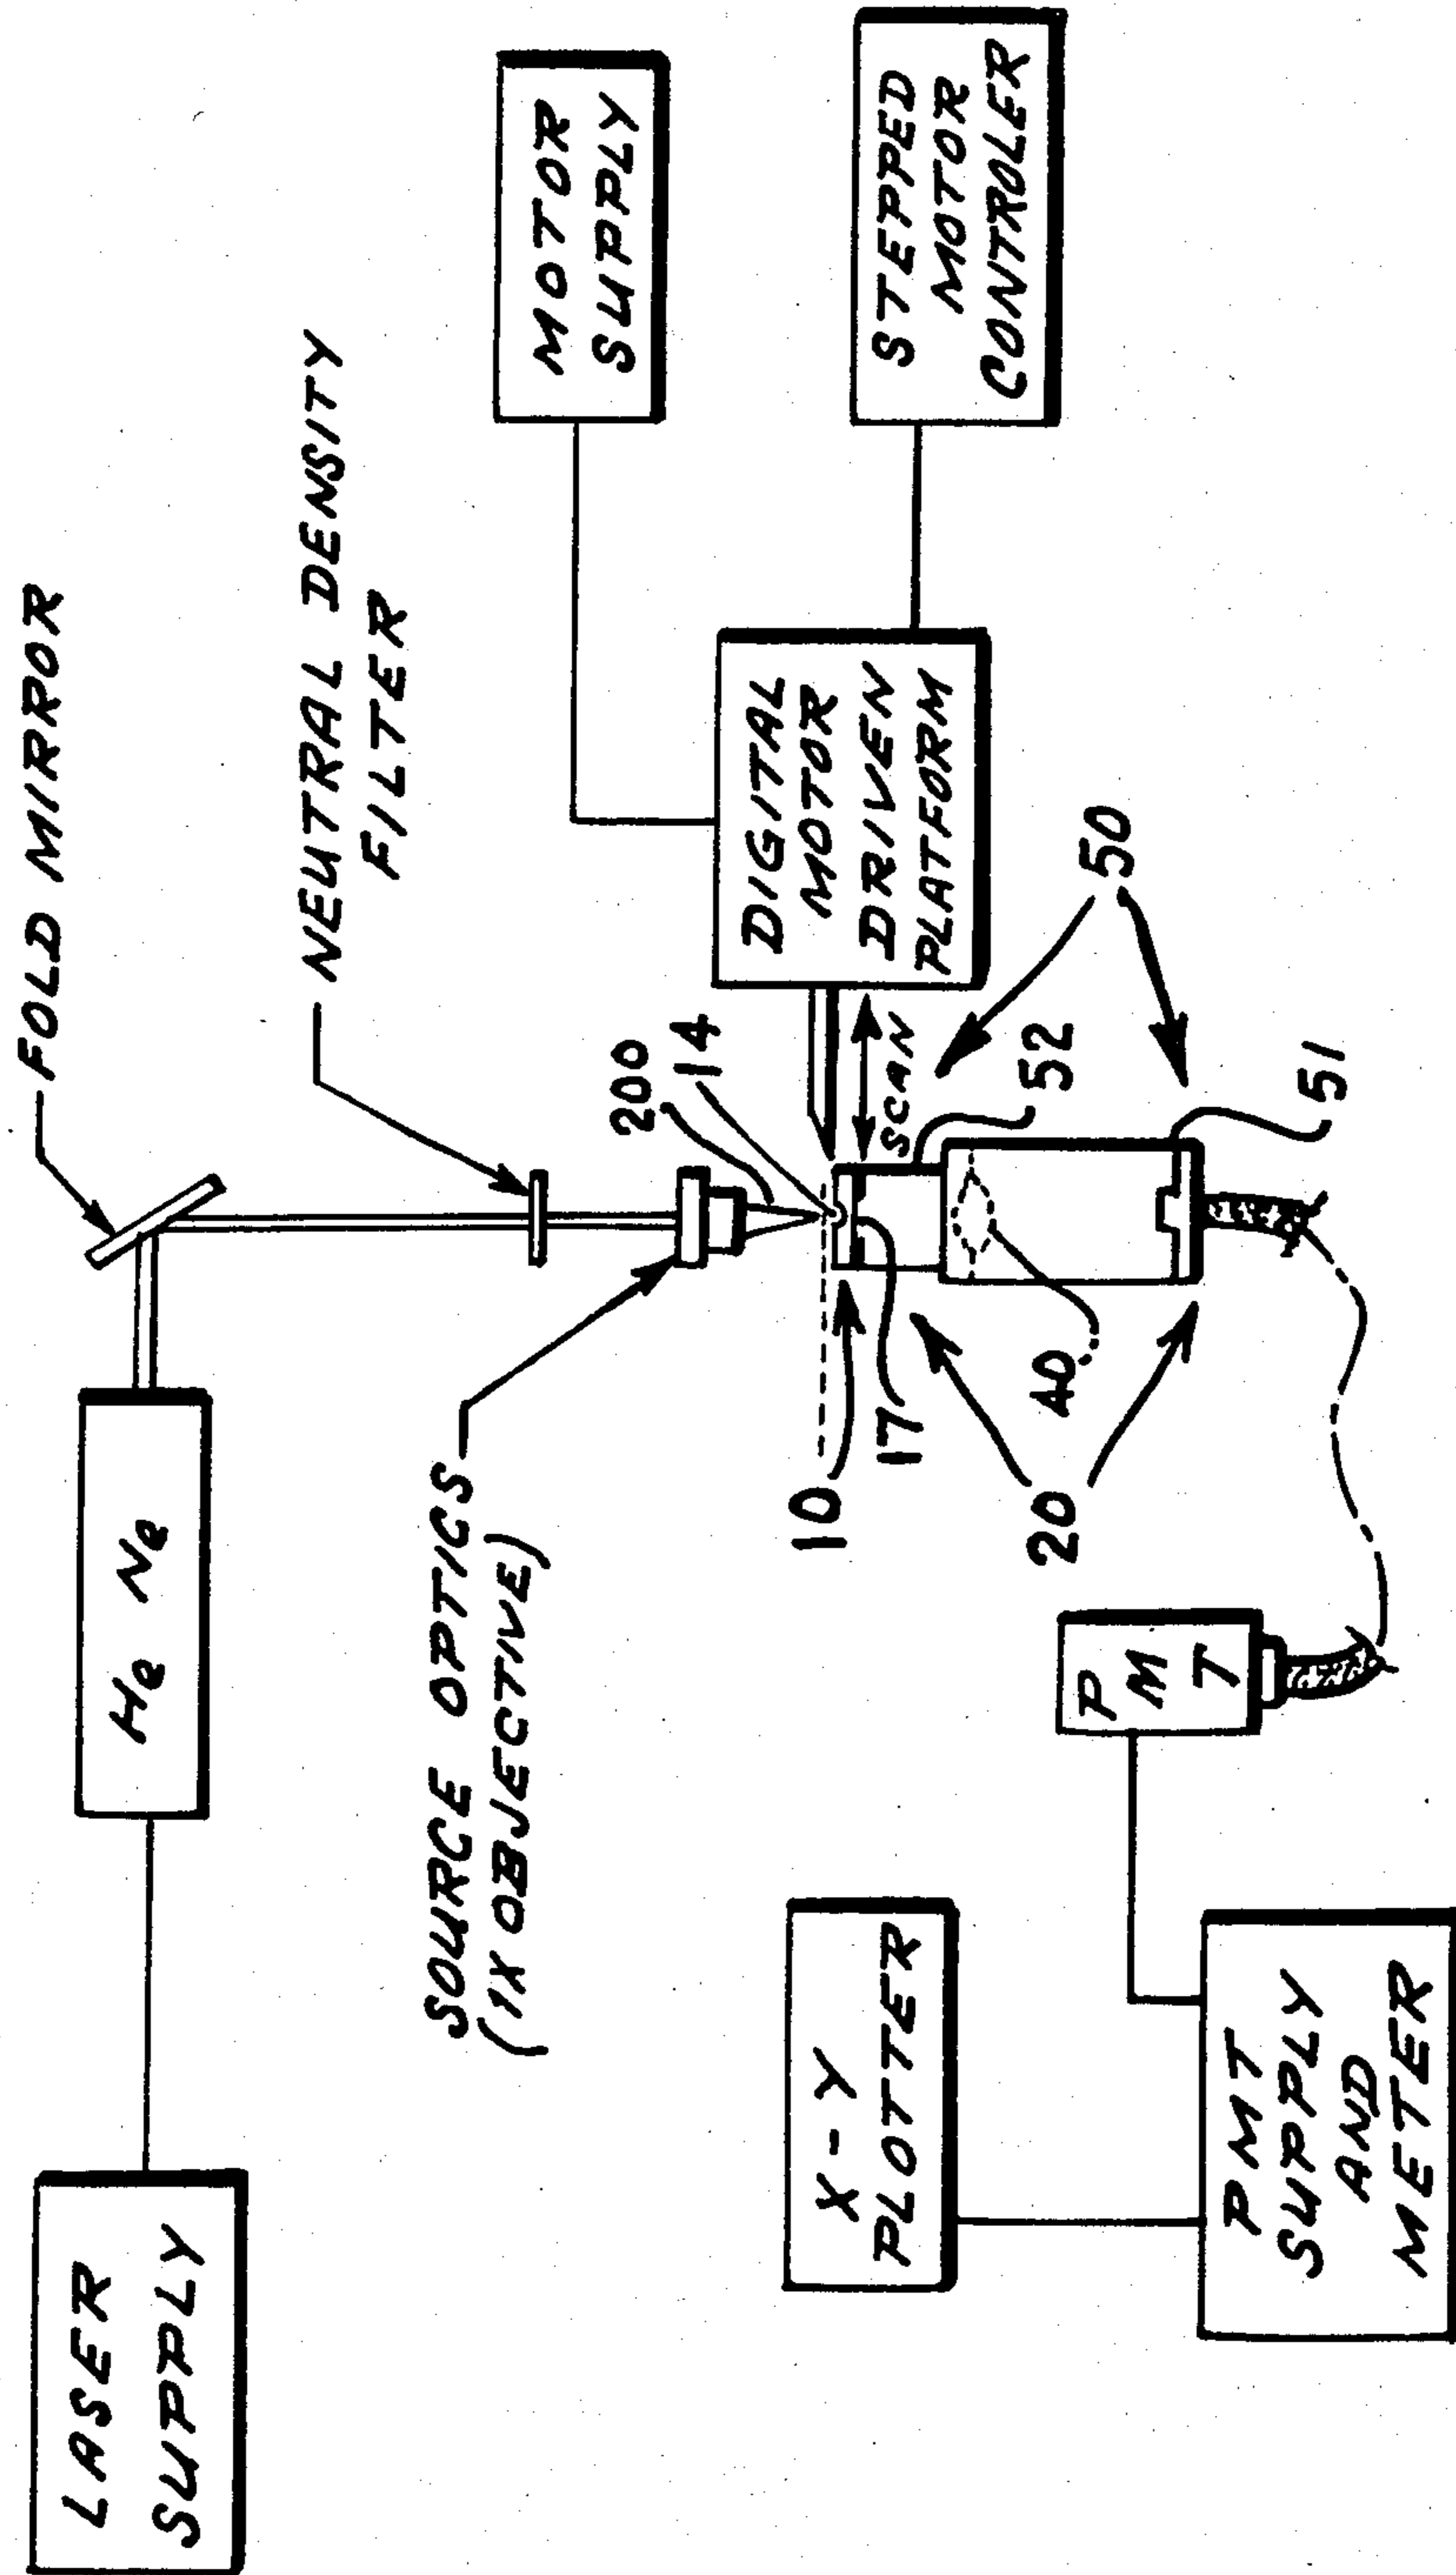 LASER
SUPPLY
He Ne
FOLD MIRROR
NEUTRAL DENSITY
FILTER
SOURCE OPTICS
(1X OBJECTIVE)
MOTOR
SUPPLY
200
14
DIGITAL
MOTOR
DRIVEN
PLATFORM
SCAN
STEPPED
MOTOR
CONTROLER
X-Y
PLOTTER
10
17
52
50
20
40
51
P
M
T
PMT
SUPPLY
AND
METER